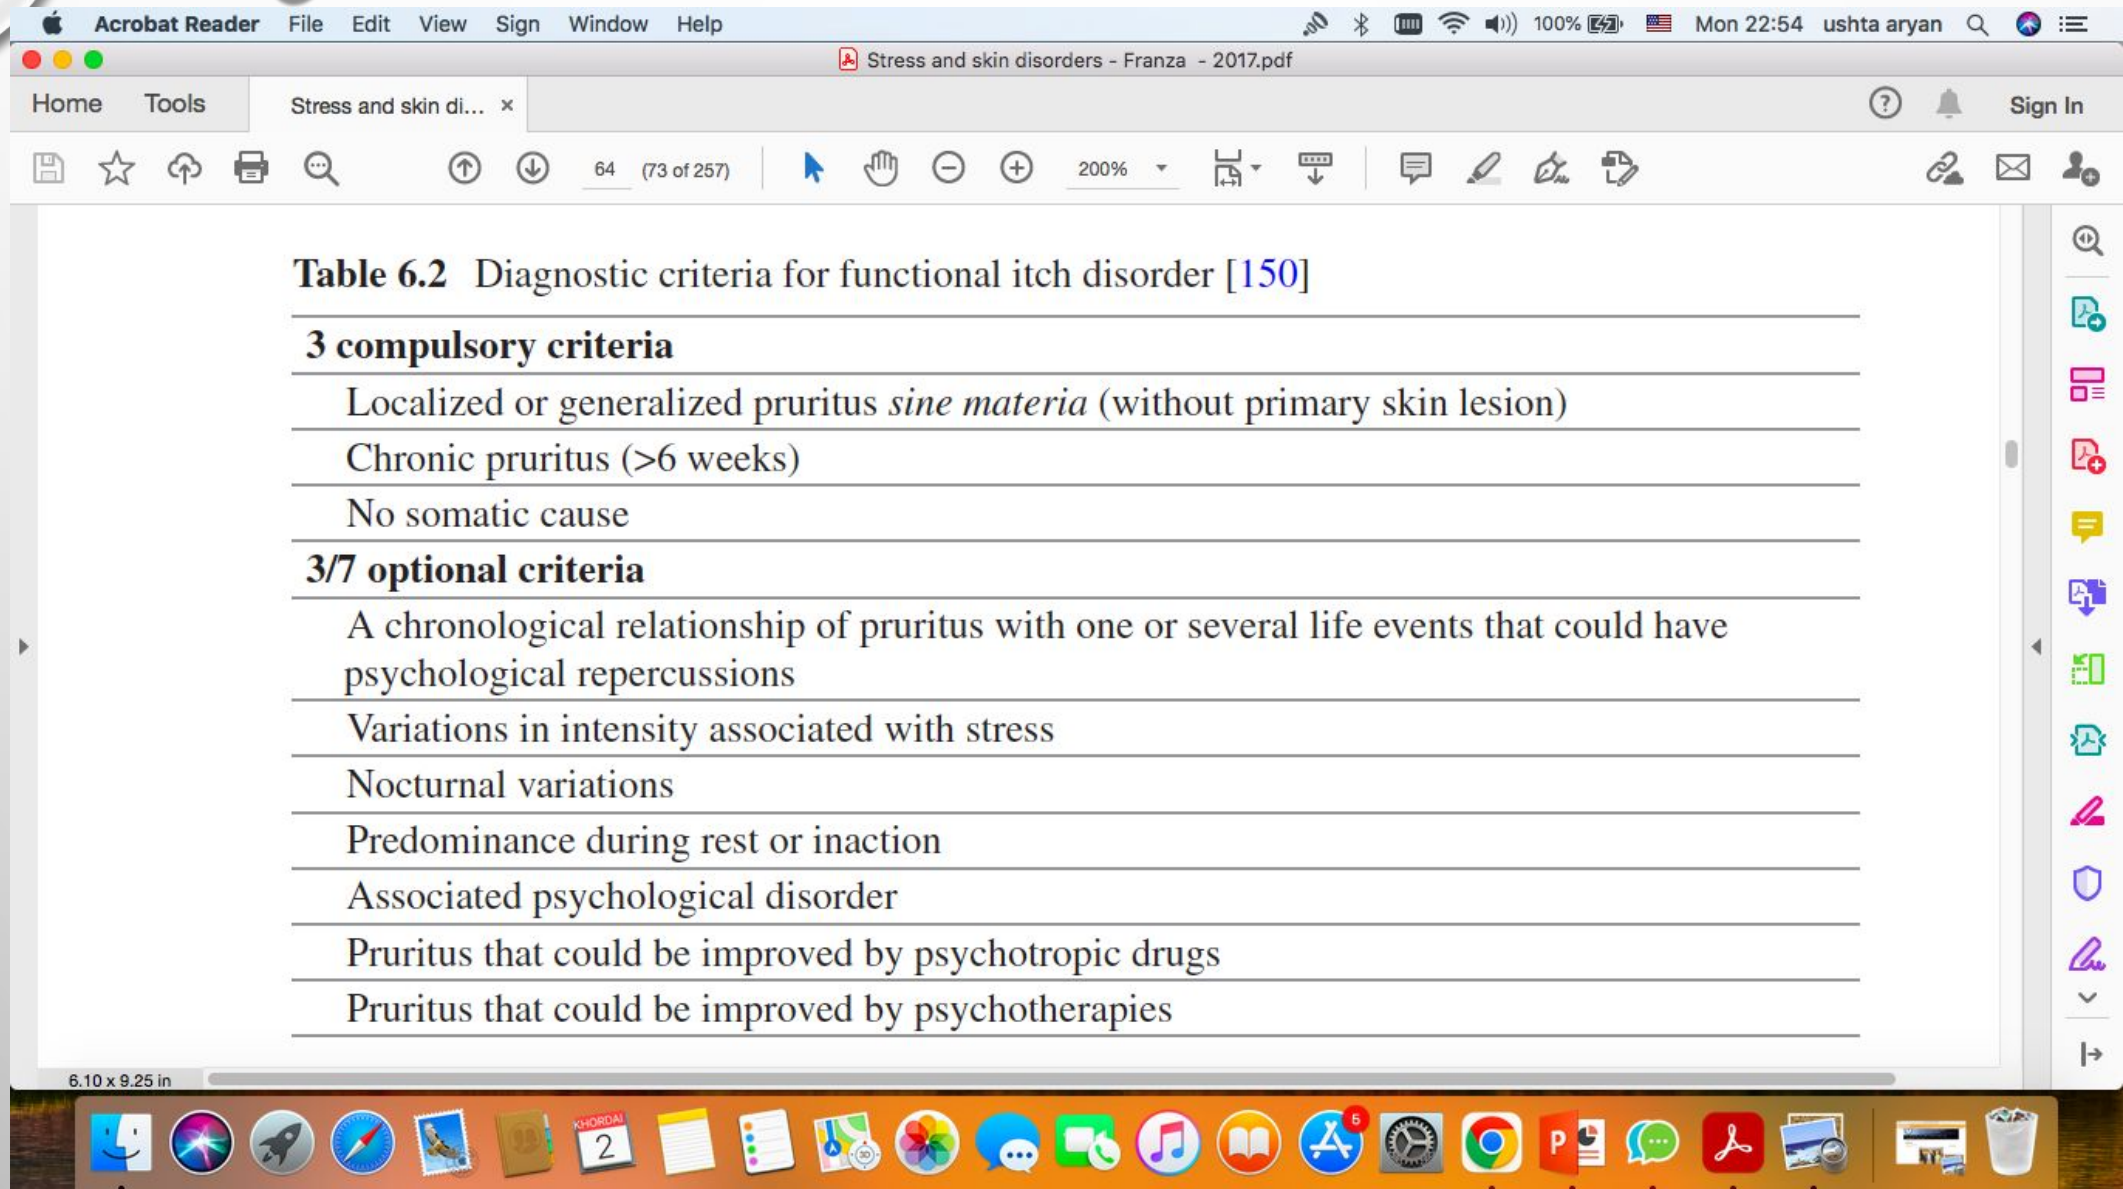 Acrobat Reader File Edit View Sign Window Help 100% Mon 22:54 ushta aryan
Stress and skin disorders - Franza - 2017.pdf
Home Tools Stress and skin di... × Sign In
64 (73 of 257) 200%
Table 6.2 Diagnostic criteria for functional itch disorder [150]
3 compulsory criteria
Localized or generalized pruritus sine materia (without primary skin lesion)
Chronic pruritus (>6 weeks)
No somatic cause
3/7 optional criteria
A chronological relationship of pruritus with one or several life events that could have
psychological repercussions
Variations in intensity associated with stress
Nocturnal variations
Predominance during rest or inaction
Associated psychological disorder
Pruritus that could be improved by psychotropic drugs
Pruritus that could be improved by psychotherapies
6.10 x 9.25 in
KHORDAD
2
3D
5
P